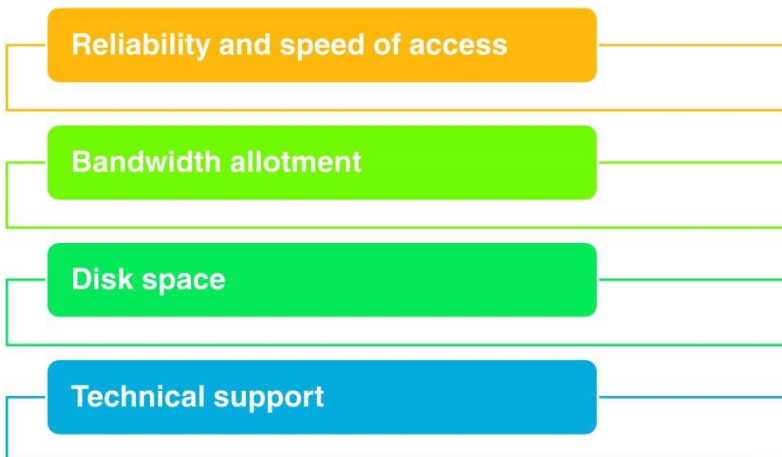 Reliability and speed of access
Bandwidth allotment
Disk space
Technical support